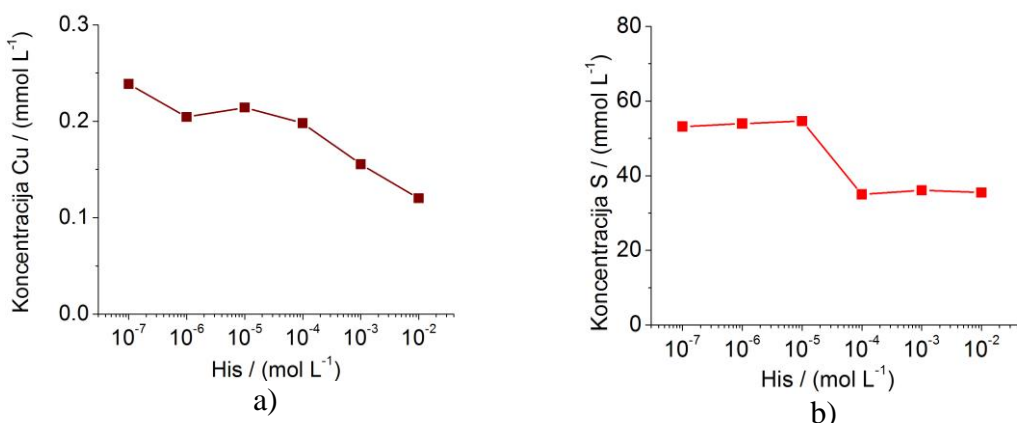 Koncentracija Cu / (mmol L⁻¹)
0.3
0.2
0.1
0.0
10⁻⁷ 10⁻⁶ 10⁻⁵ 10⁻⁴ 10⁻³ 10⁻²
His / (mol L⁻¹)
a)
Koncentracija S / (mmol L⁻¹)
80
60
40
20
0
10⁻⁷ 10⁻⁶ 10⁻⁵ 10⁻⁴ 10⁻³ 10⁻²
His / (mol L⁻¹)
b)